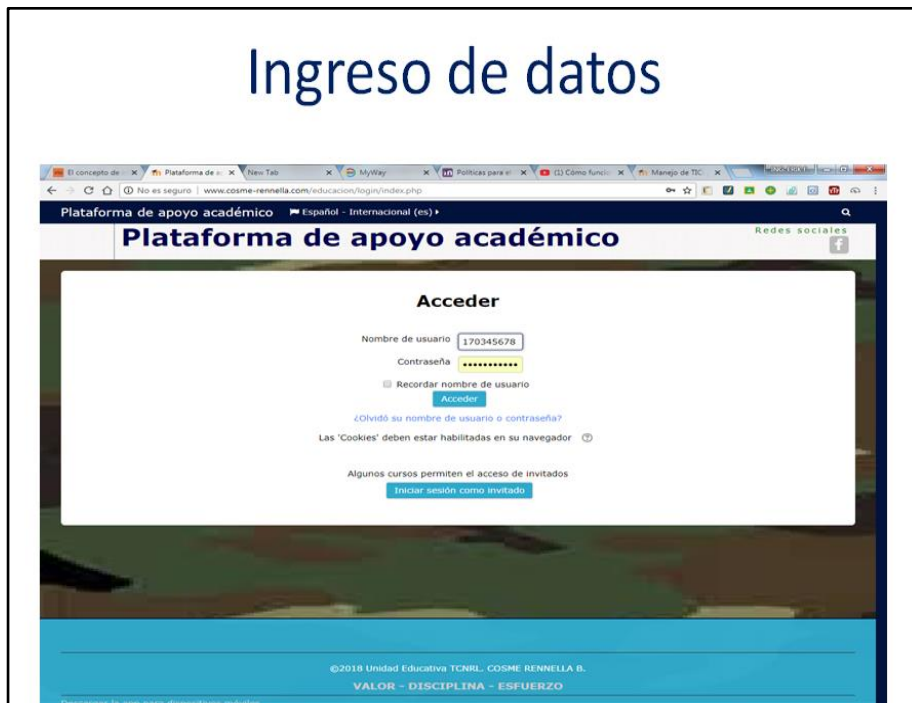 Ingreso de datos
El concepto de Plataforma de New Tab MyWay Políticas para el (1) Cómo funcio Manejo de TIC
No es seguro | www.cosme-rennella.com/educacion/login/index.php
Plataforma de apoyo académico Español - Internacional (es)
Plataforma de apoyo académico
Redes sociales
f
Acceder
Nombre de usuario 170345678
Contraseña •••••••••••
Recordar nombre de usuario
Acceder
¿Olvidó su nombre de usuario o contraseña?
Las 'Cookies' deben estar habilitadas en su navegador
Algunos cursos permiten el acceso de invitados
Iniciar sesión como invitado
©2018 Unidad Educativa TCNRL. COSME RENNELLA B.
VALOR - DISCIPLINA - ESFUERZO